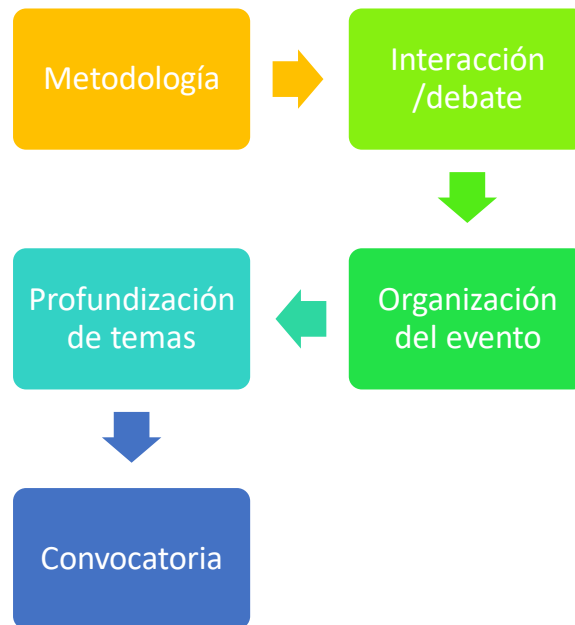 Metodología
Interacción
/debate
Organización
del evento
Profundización
de temas
Convocatoria